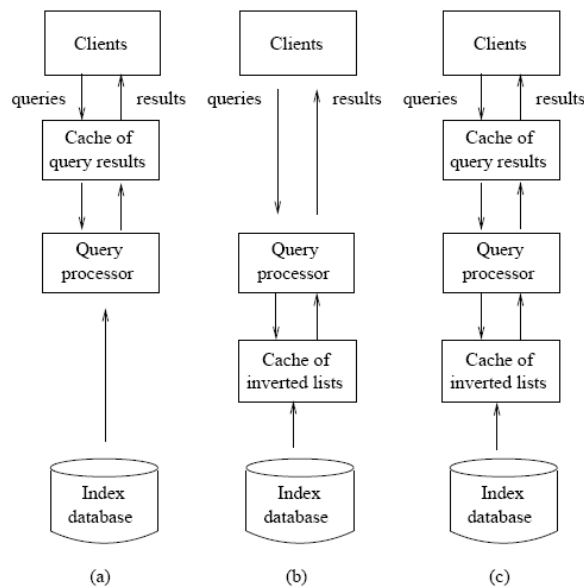 Clients
queries
results
Cache of
query results
Query
processor
Index
database
(a)
Clients
queries
results
Query
processor
Cache of
inverted lists
Index
database
(b)
Clients
queries
results
Cache of
query results
Query
processor
Cache of
inverted lists
Index
database
(c)